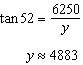 tan 52 = 6250/y
y ≈ 4883